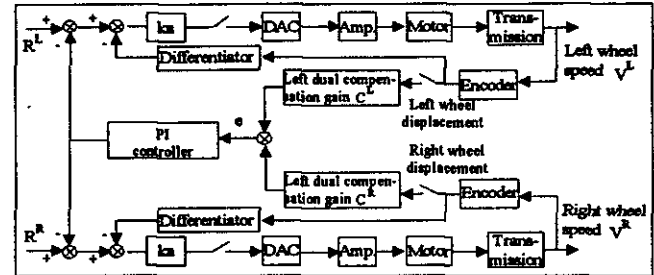 R^L + - + - ks DAC Amp. Motor Trans-
mission
Left wheel
speed V^L
Differentiator
Left dual compen-
sation gain C^L
Encoder
Left wheel
displacement
e
PI
controller
Right wheel
displacement
Left dual compen-
sation gain C^R
Encoder
Differentiator
Right wheel
speed V^R
R^R + - + - ks DAC Amp. Motor Trans-
mission